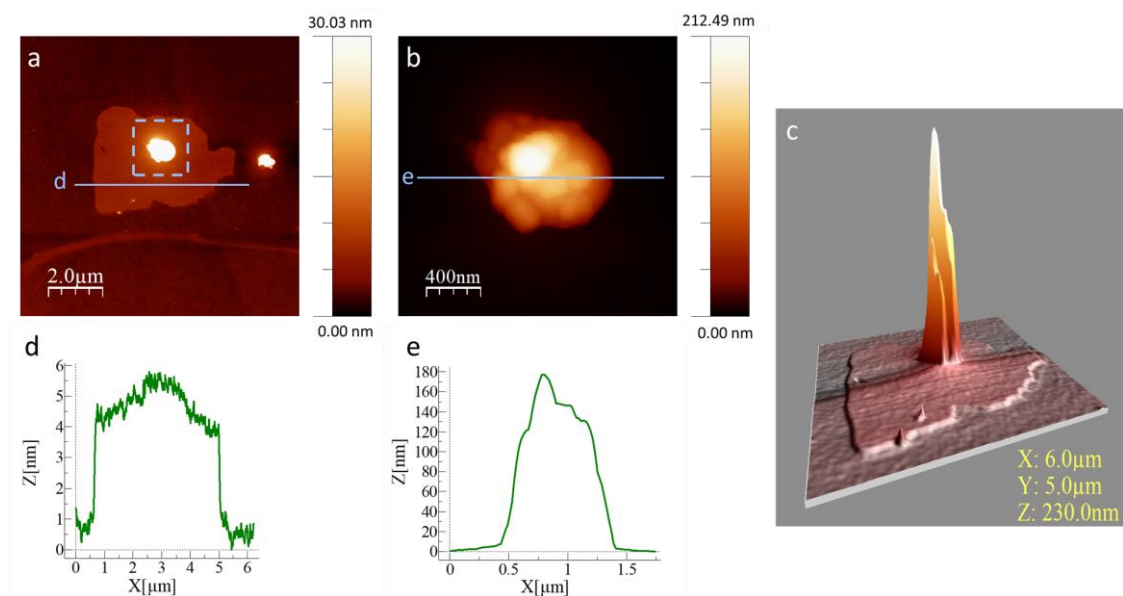 30.03 nm
a
d
2.0µm
0.00 nm
212.49 nm
b
e
400nm
0.00 nm
c
X: 6.0µm
Y: 5.0µm
Z: 230.0nm
d
6
5
4
3
2
1
0
Z[nm]
0 1 2 3 4 5 6
X[µm]
e
180
160
140
120
100
80
60
40
20
0
Z[nm]
0 0.5 1 1.5
X[µm]